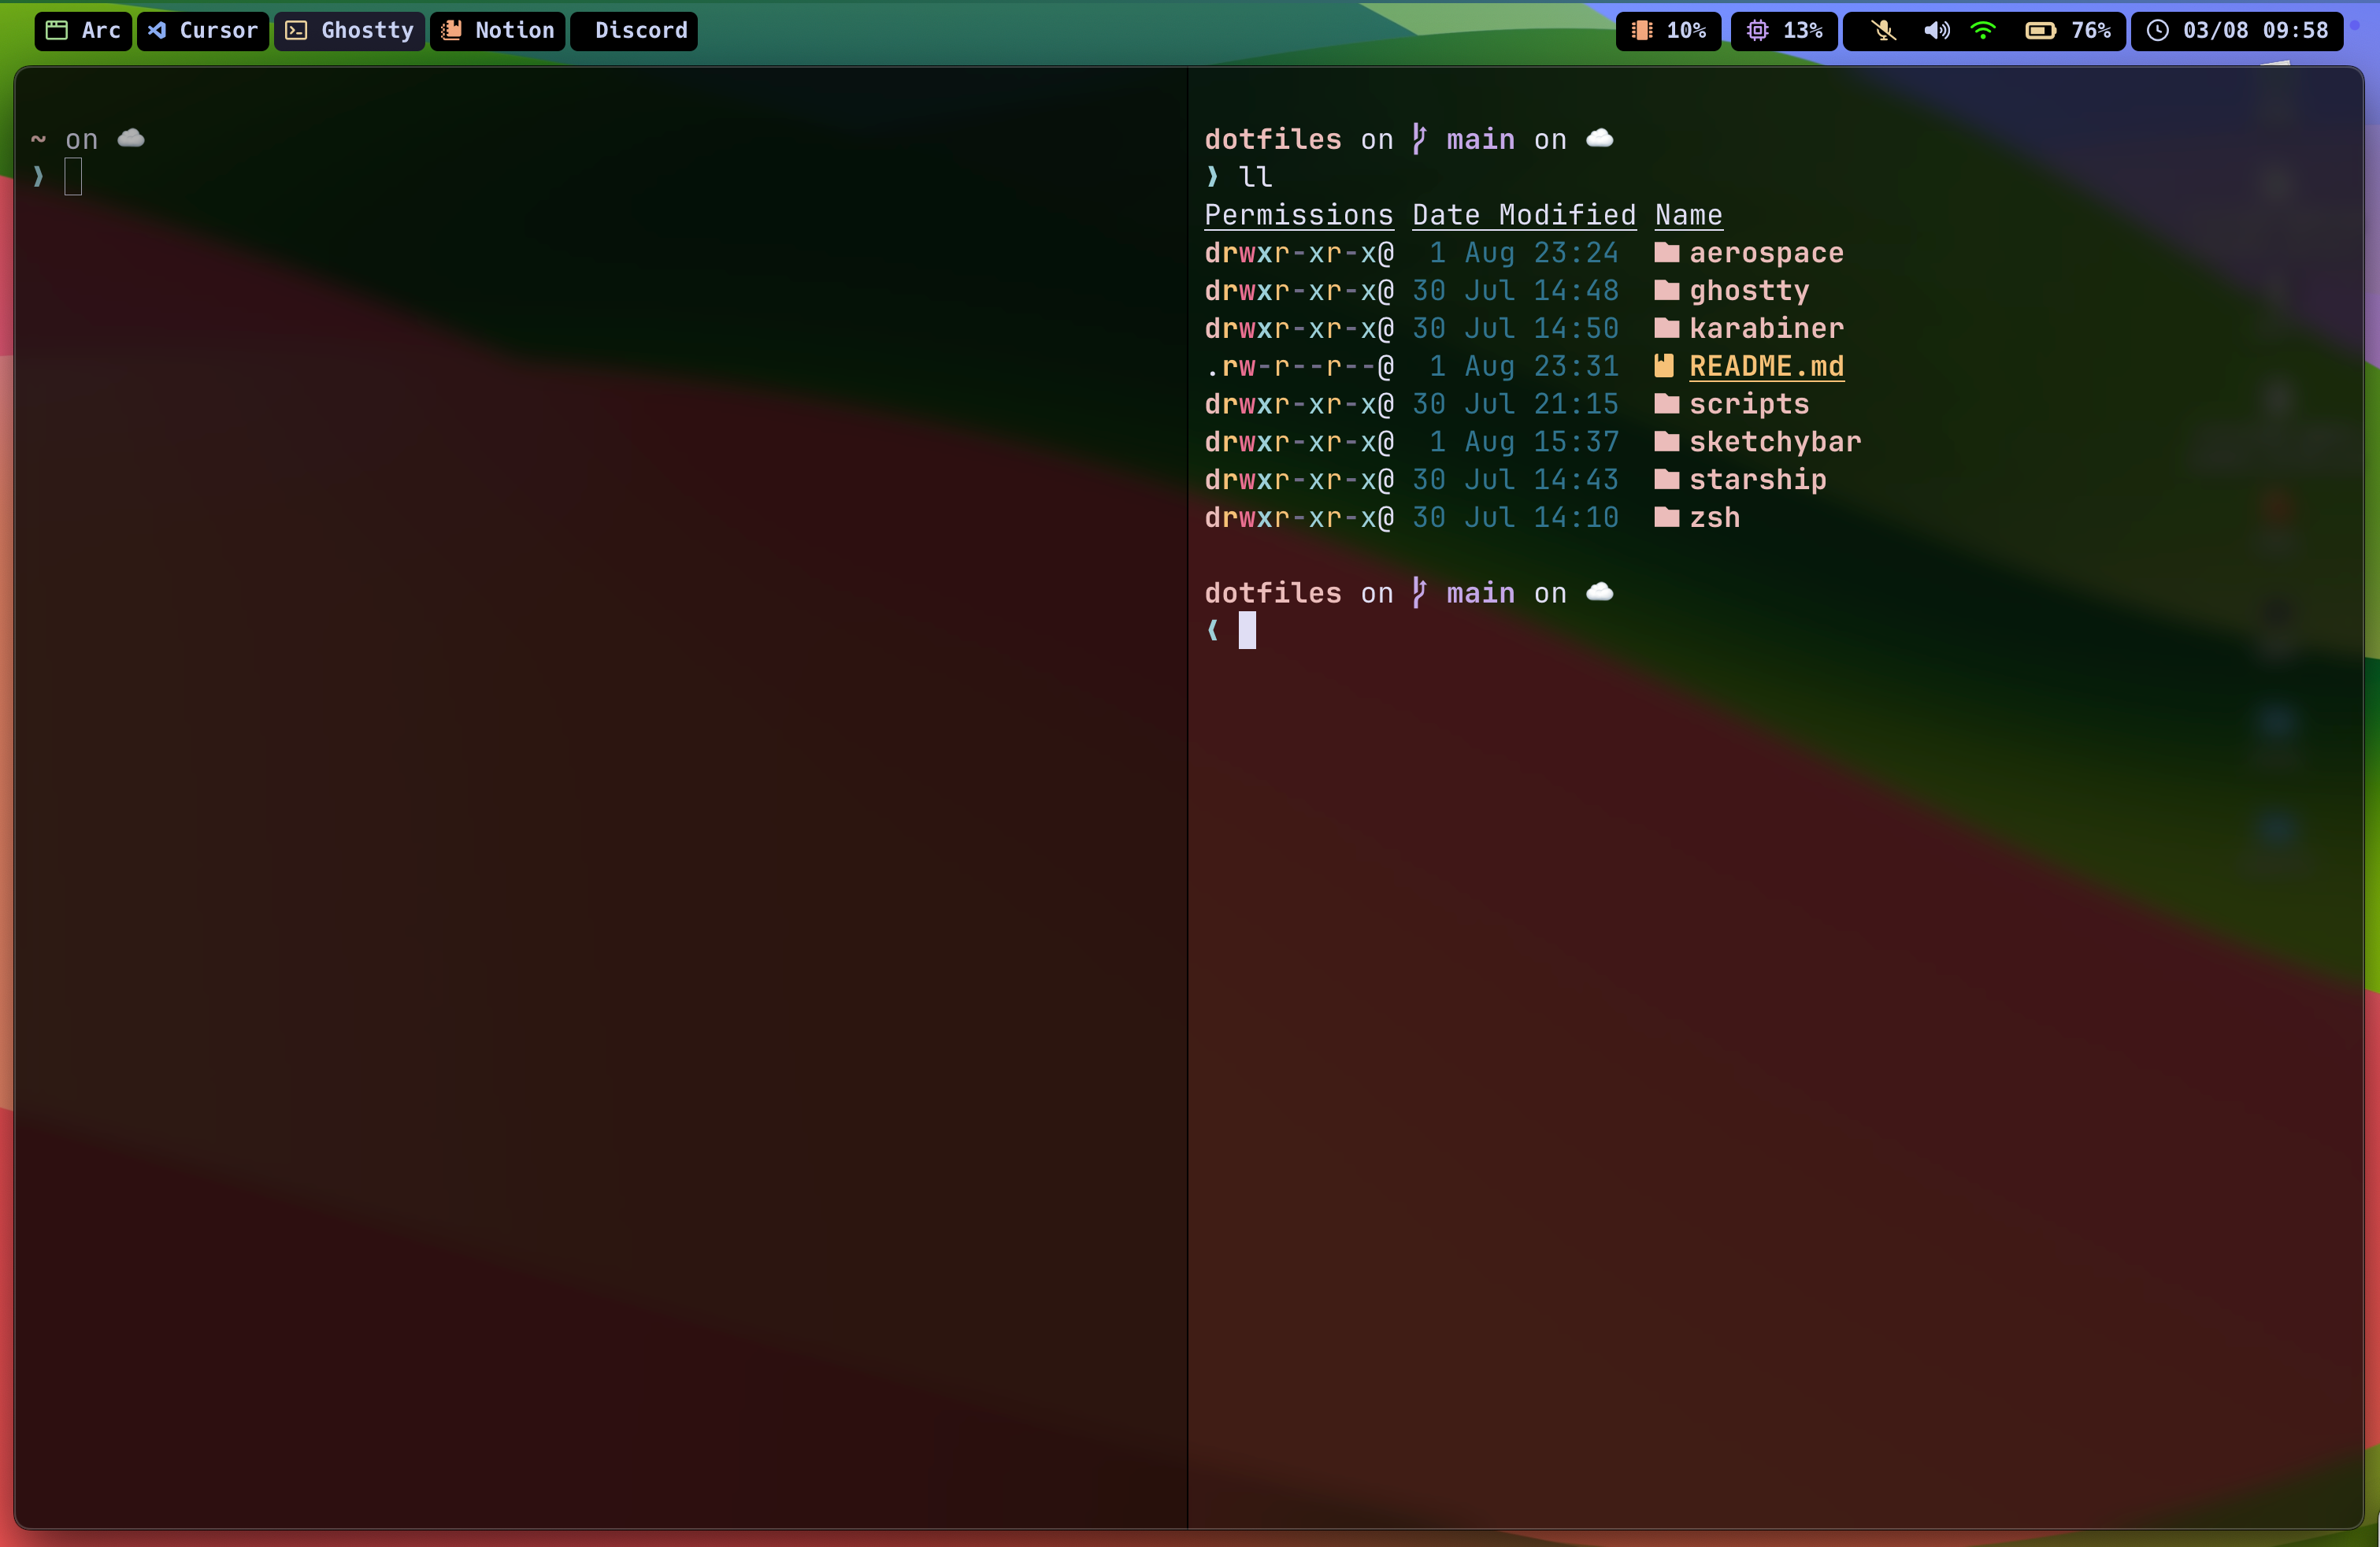 Arc Cursor Ghostty Notion Discord 10% 13% 76% 03/08 09:58
~ on
❱
dotfiles on main on
❱ ll
Permissions Date Modified Name
drwxr-xr-x@  1 Aug 23:24 aerospace
drwxr-xr-x@ 30 Jul 14:48 ghostty
drwxr-xr-x@ 30 Jul 14:50 karabiner
.rw-r--r--@  1 Aug 23:31 README.md
drwxr-xr-x@ 30 Jul 21:15 scripts
drwxr-xr-x@  1 Aug 15:37 sketchybar
drwxr-xr-x@ 30 Jul 14:43 starship
drwxr-xr-x@ 30 Jul 14:10 zsh
dotfiles on main on
❰